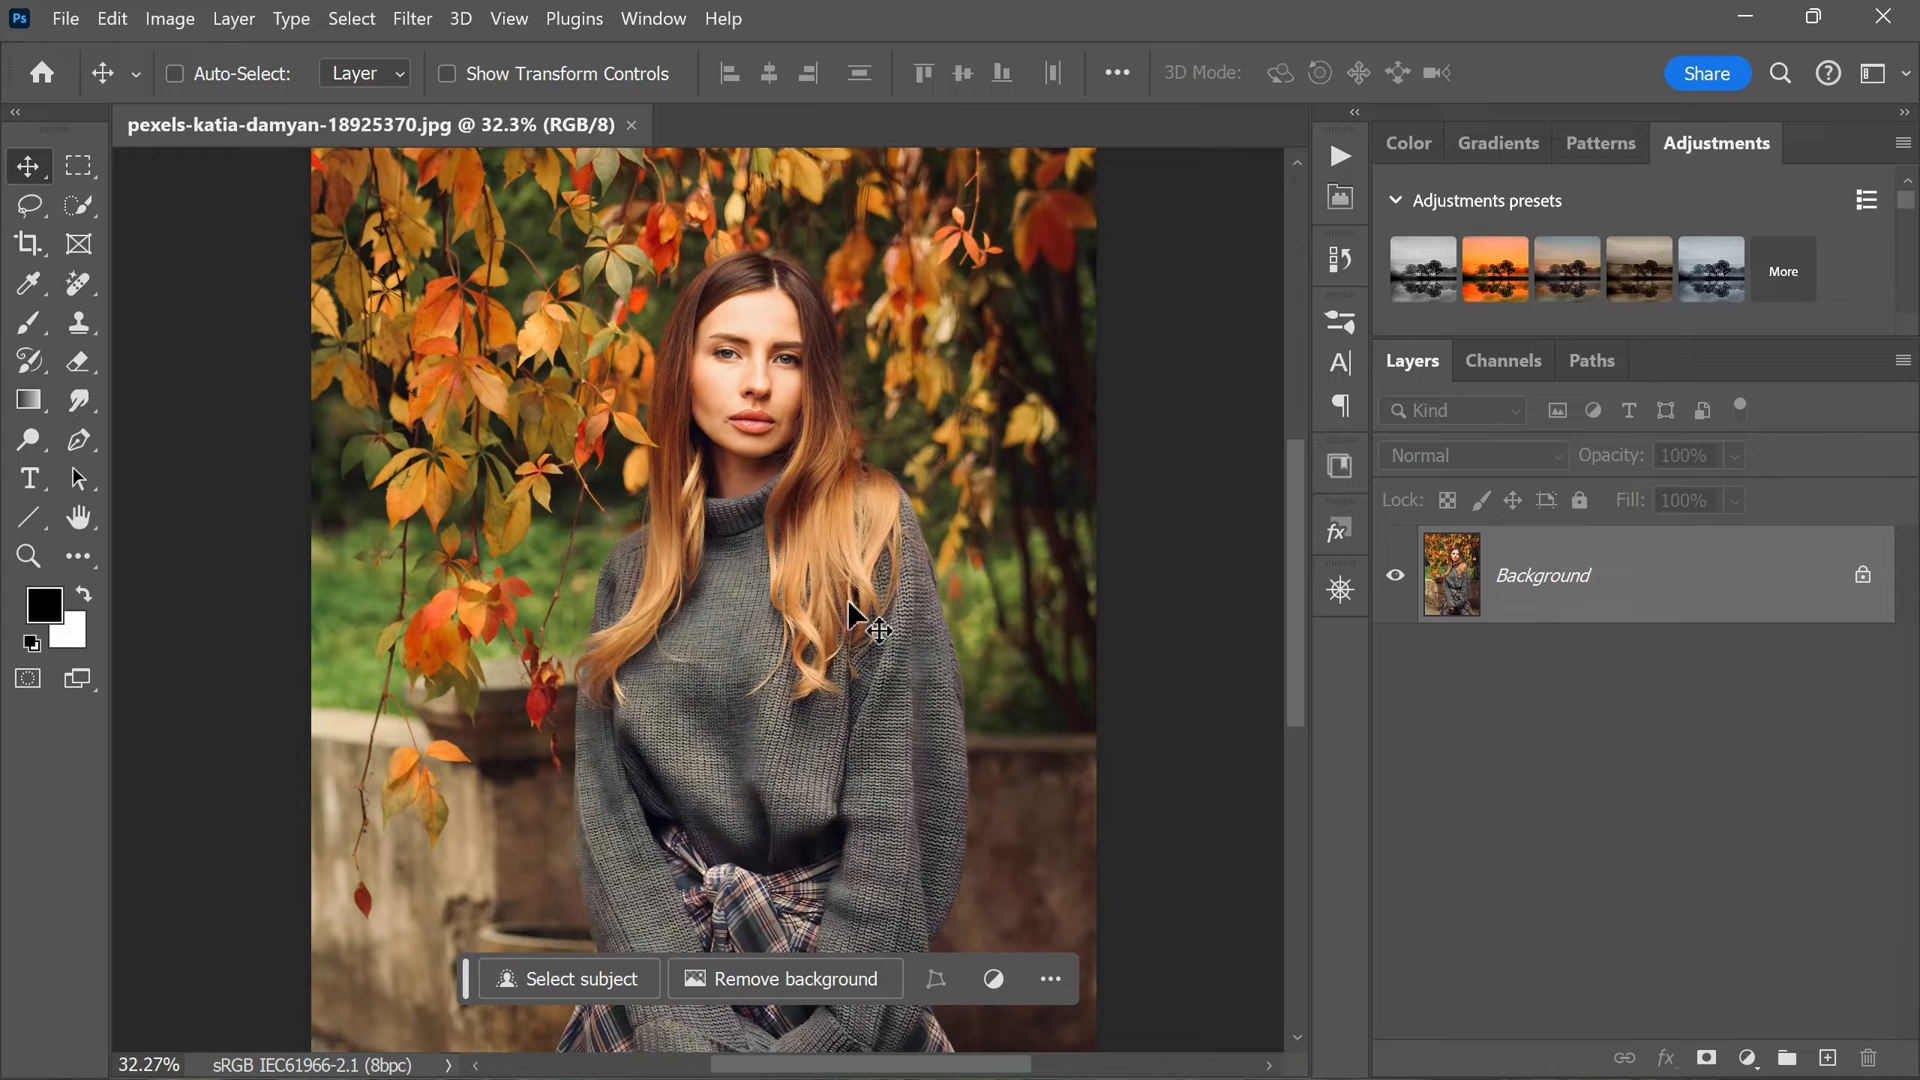 Ps File Edit Image Layer Type Select Filter 3D View Plugins Window Help
Auto-Select: Layer Show Transform Controls 3D Mode: Share
pexels-katia-damyan-18925370.jpg @ 32.3% (RGB/8)
Color Gradients Patterns Adjustments
Adjustments presets
More
Layers Channels Paths
Kind
Normal Opacity: 100%
Lock: Fill: 100%
Background
Select subject Remove background
32.27% sRGB IEC61966-2.1 (8bpc)